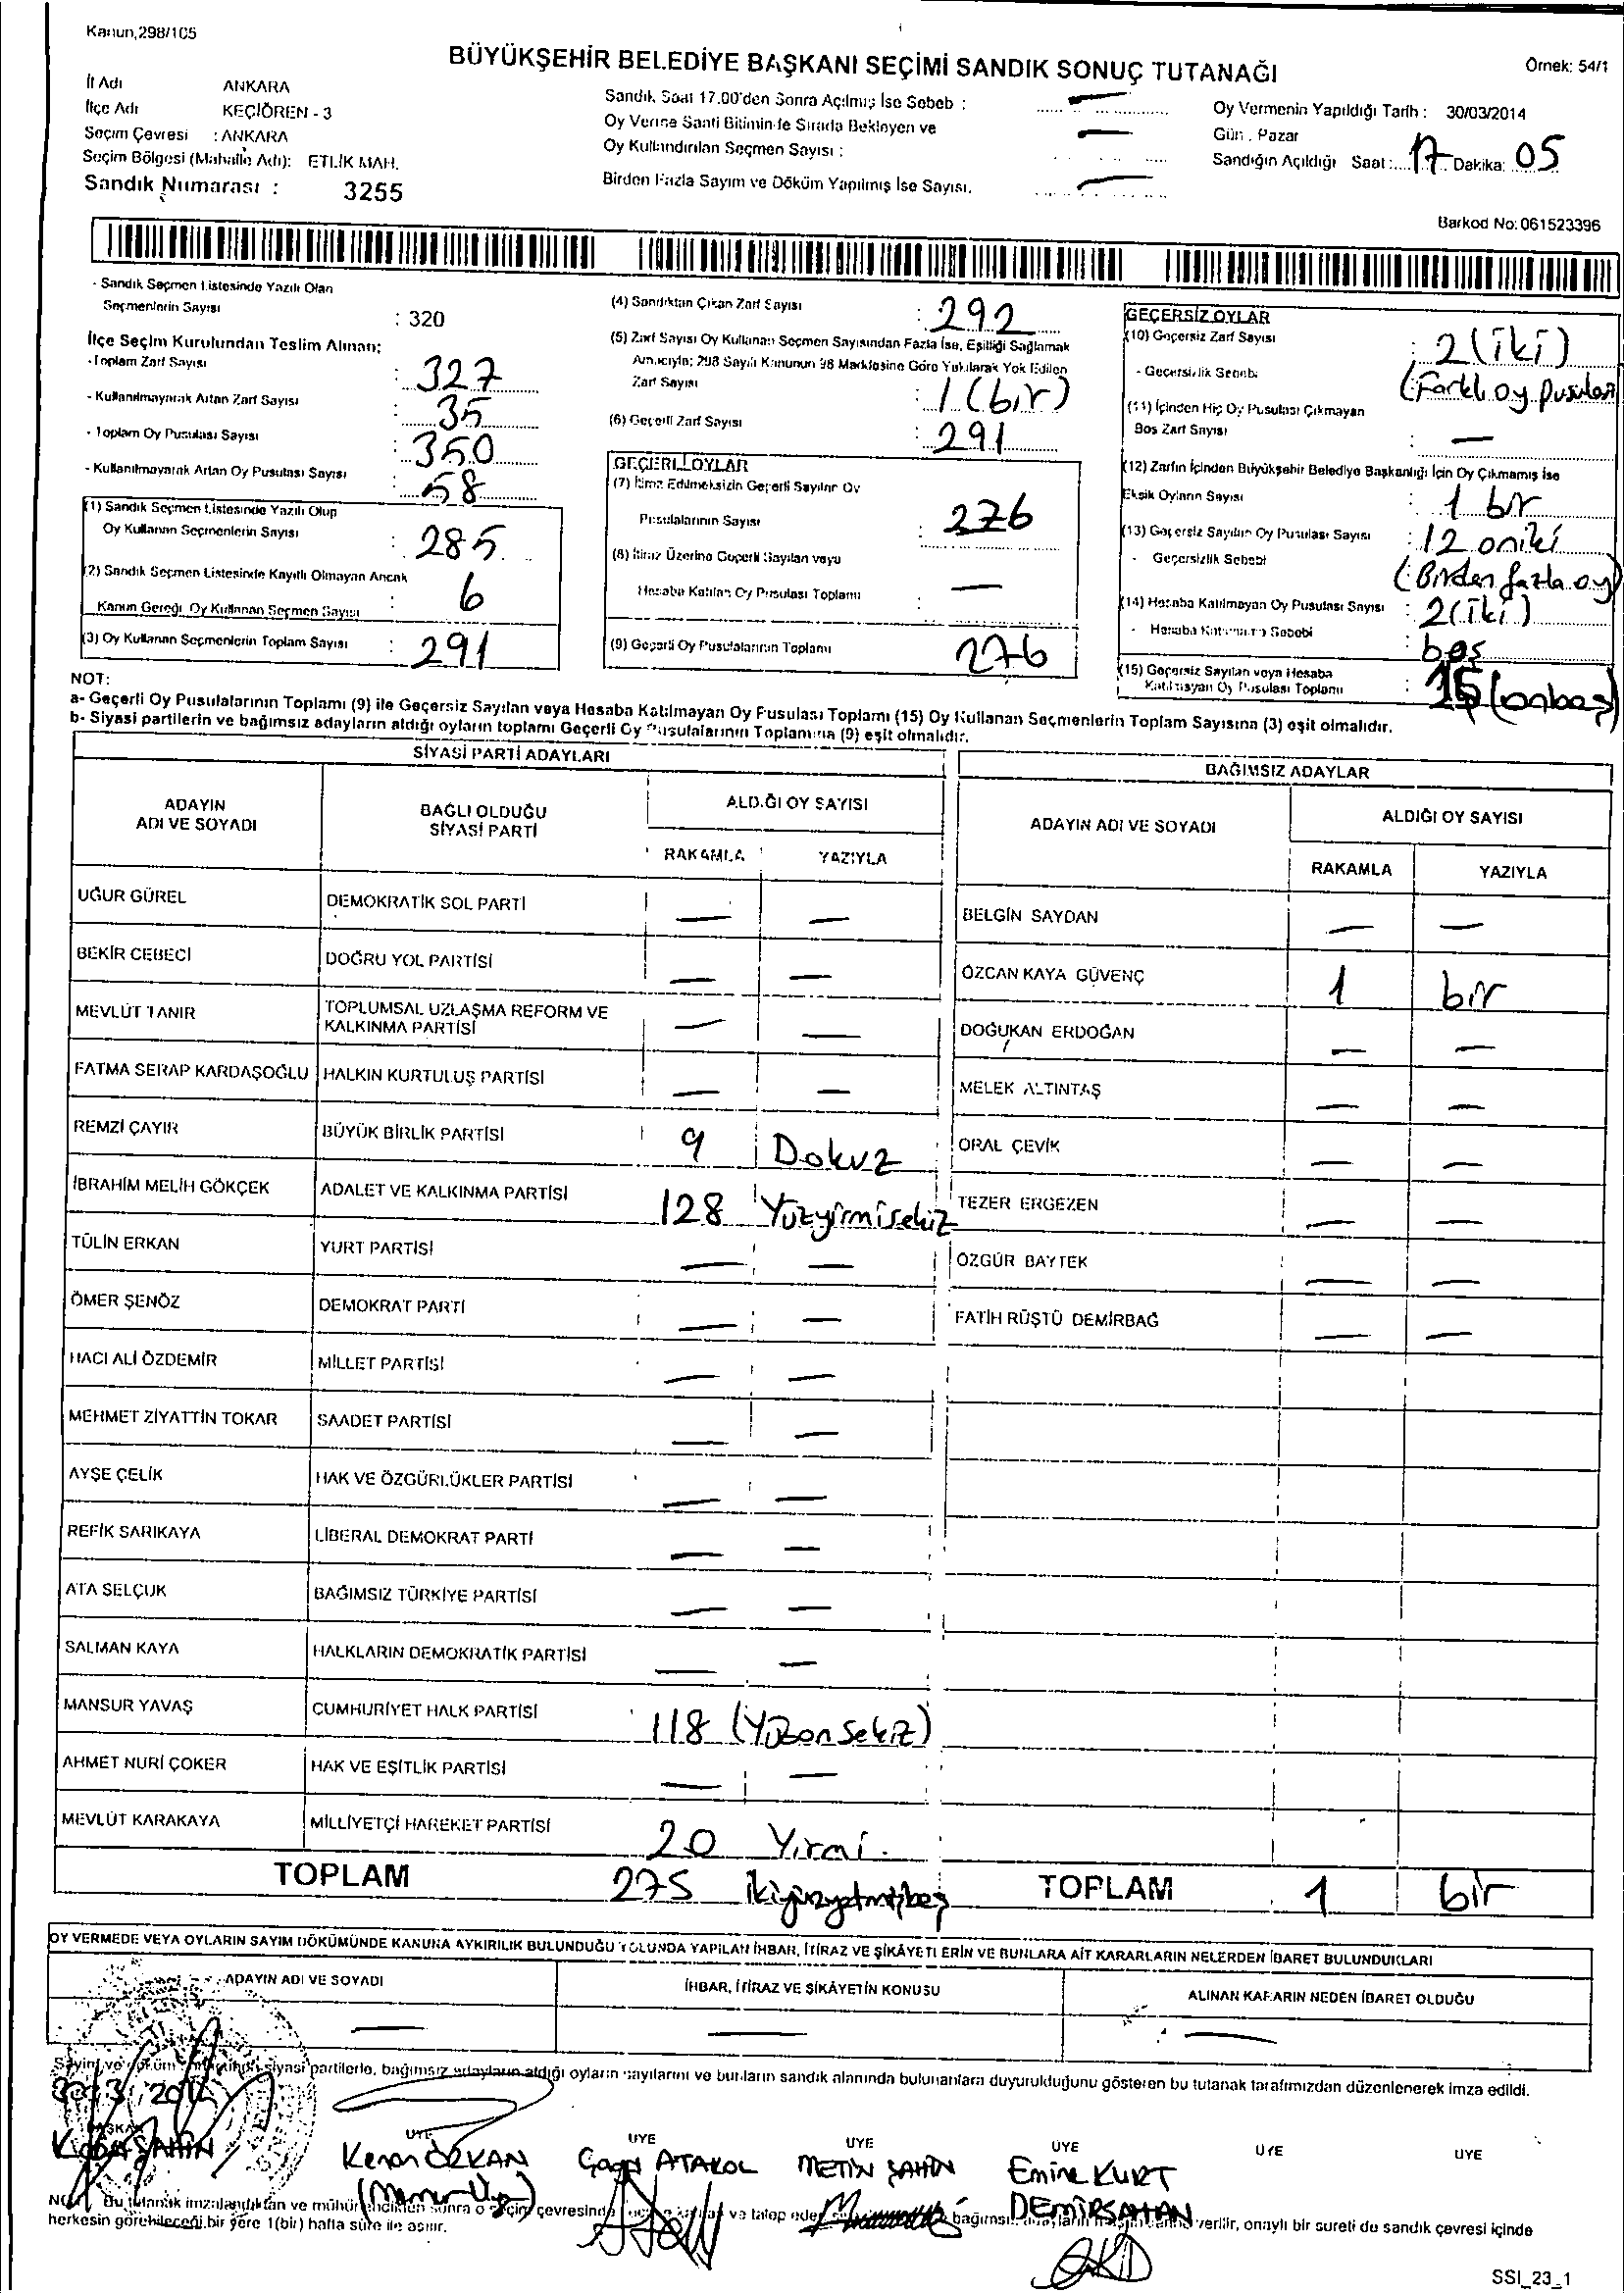 Kanun,298/105
BÜYÜKŞEHİR BELEDİYE BAŞKANI SEÇİMİ SANDIK SONUÇ TUTANAĞI
Örnek: 54/1
İl Adı ANKARA
İlçe Adı KEÇİÖREN - 3
Seçim Çevresi : ANKARA
Seçim Bölgesi (Mahalle Adı): ETLİK MAH.
Sandık Numarası : 3255
Sandık Saat 17.00'den Sonra Açılmış İse Sebeb : —
Oy Verme Saati Bitiminde Sırada Bekleyen ve
Oy Kullandırılan Seçmen Sayısı : —
Birden Fazla Sayım ve Döküm Yapılmış İse Sayısı. —
Oy Vermenin Yapıldığı Tarih : 30/03/2014
Gün . Pazar
Sandığın Açıldığı Saat :.... 17 Dakika: 05
Barkod No: 061523396
- Sandık Seçmen Listesinde Yazılı Olan
Seçmenlerin Sayısı : 320
İlçe Seçim Kurulundan Teslim Alınan;
- Toplam Zarf Sayısı : 327
- Kullanılmayarak Artan Zarf Sayısı : 35
- Toplam Oy Pusulası Sayısı : 350
- Kullanılmayarak Artan Oy Pusulası Sayısı : 58
(1) Sandık Seçmen Listesinde Yazılı Olup
Oy Kullanan Seçmenlerin Sayısı : 285
(2) Sandık Seçmen Listesinde Kayıtlı Olmayan Ancak
Kanun Gereği Oy Kullanan Seçmen Sayısı : 6
(3) Oy Kullanan Seçmenlerin Toplam Sayısı : 291
(4) Sandıktan Çıkan Zarf Sayısı : 292
(5) Zarf Sayısı Oy Kullanan Seçmen Sayısından Fazla İse, Eşitliği Sağlamak
Amacıyla; 298 Sayılı Kanunun 98 Maddesine Göre Yakılarak Yok Edilen
Zarf Sayısı : 1 (bir)
(6) Geçerli Zarf Sayısı : 291
GEÇERLİ OYLAR
(7) İtiraz Edilmeksizin Geçerli Sayılan Oy
Pusulalarının Sayısı : 276
(8) İtiraz Üzerine Geçerli Sayılan veya
Hesaba Katılan Oy Pusulası Toplamı : —
(9) Geçerli Oy Pusulalarının Toplamı 276
GEÇERSİZ OYLAR
(10) Geçersiz Zarf Sayısı : 2 (iki)
- Geçersizlik Sebebi (: Farklı oy pusulası
(11) İçinden Hiç Oy Pusulası Çıkmayan
Boş Zarf Sayısı : —
(12) Zarfın İçinden Büyükşehir Belediye Başkanlığı İçin Oy Çıkmamış İse
Eksik Oyların Sayısı : 1 bir
(13) Geçersiz Sayılan Oy Pusulası Sayısı : 12 oniki
- Geçersizlik Sebebi (: Birden fazla oy)
(14) Hesaba Katılmayan Oy Pusulası Sayısı : 2 (iki)
- Hesaba Katılmama Sebebi : boş
(15) Geçersiz Sayılan veya Hesaba
Katılmayan Oy Pusulası Toplamı : 15 (onbeş)
NOT:
a- Geçerli Oy Pusulalarının Toplamı (9) ile Geçersiz Sayılan veya Hesaba Katılmayan Oy Pusulası Toplamı (15) Oy Kullanan Seçmenlerin Toplam Sayısına (3) eşit olmalıdır.
b- Siyasi partilerin ve bağımsız adayların aldığı oyların toplamı Geçerli Oy Pusulalarının Toplamına (9) eşit olmalıdır.
SİYASİ PARTİ ADAYLARI
ADAYIN ADI VE SOYADI BAĞLI OLDUĞU SİYASİ PARTİ ALDIĞI OY SAYISI
RAKAMLA YAZIYLA
UĞUR GÜREL DEMOKRATİK SOL PARTİ — —
BEKİR CEBECİ DOĞRU YOL PARTİSİ — —
MEVLÜT TANIR TOPLUMSAL UZLAŞMA REFORM VE KALKINMA PARTİSİ — —
FATMA SERAP KARDAŞOĞLU HALKIN KURTULUŞ PARTİSİ — —
REMZİ ÇAYIR BÜYÜK BİRLİK PARTİSİ 9 Dokuz
İBRAHİM MELİH GÖKÇEK ADALET VE KALKINMA PARTİSİ 128 Yüzyirmisekiz
TÜLİN ERKAN YURT PARTİSİ — —
ÖMER ŞENÖZ DEMOKRAT PARTİ — —
HACI ALİ ÖZDEMİR MİLLET PARTİSİ — —
MEHMET ZİYATTİN TOKAR SAADET PARTİSİ — —
AYŞE ÇELİK HAK VE ÖZGÜRLÜKLER PARTİSİ — —
REFİK SARIKAYA LİBERAL DEMOKRAT PARTİ — —
ATA SELÇUK BAĞIMSIZ TÜRKİYE PARTİSİ — —
SALMAN KAYA HALKLARIN DEMOKRATİK PARTİSİ — —
MANSUR YAVAŞ CUMHURİYET HALK PARTİSİ 118 (Yüzonsekiz)
AHMET NURİ ÇOKER HAK VE EŞİTLİK PARTİSİ — —
MEVLÜT KARAKAYA MİLLİYETÇİ HAREKET PARTİSİ 20 Yirmi.
TOPLAM 275 ikiyüzyetmişbeş
BAĞIMSIZ ADAYLAR
ADAYIN ADI VE SOYADI ALDIĞI OY SAYISI
RAKAMLA YAZIYLA
BELGİN SAYDAN — —
ÖZCAN KAYA GÜVENÇ 1 bir
DOĞUKAN ERDOĞAN — —
MELEK ALTINTAŞ — —
ORAL ÇEVİK — —
TEZER ERGEZEN — —
ÖZGÜR BAYTEK — —
FATİH RÜŞTÜ DEMİRBAĞ — —
TOPLAM 1 bir
OY VERMEDE VEYA OYLARIN SAYIM DÖKÜMÜNDE KANUNA AYKIRILIK BULUNDUĞU YOLUNDA YAPILAN İHBAR, İTİRAZ VE ŞİKÂYETLERİN VE BUNLARA AİT KARARLARIN NELERDEN İBARET BULUNDUKLARI
ADAYIN ADI VE SOYADI İHBAR, İTİRAZ VE ŞİKÂYETİN KONUSU ALINAN KARARIN NEDEN İBARET OLDUĞU
— — —
Sayım ve döküm siyasi partilerle, bağımsız adayların aldığı oyların sayılarını ve bunların sandık alanında bulunanlara duyurulduğunu gösteren bu tutanak tarafımızdan düzenlenerek imza edildi.
BAŞKAN ÜYE ÜYE ÜYE ÜYE ÜYE ÜYE
ŞAHİN Kenan ÖZKAN ATAKOL METİN ŞAHİN Emine KURT
(Memur Üye) DEMİRŞAHAN
Bu tutanak imzalandıktan ve mühürlendikten sonra o seçim çevresinde ve talep eden bağımsız verilir, onaylı bir sureti de sandık çevresi içinde
herkesin görebileceği bir yere 1(bir) hafta süre ile asılır.
SSI_23_1